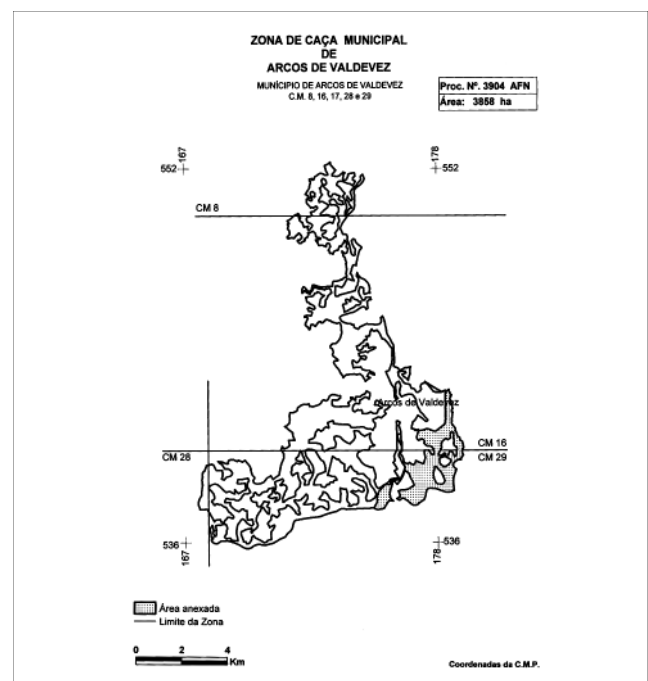 ZONA DE CAÇA MUNICIPAL
DE
ARCOS DE VALDEVEZ
MUNICÍPIO DE ARCOS DE VALDEVEZ
C.M. 8, 16, 17, 28 e 29
Proc. Nº. 3904 AFN
Área: 3858 ha
167
178
552
552
CM 8
Arcos de Valdevez
CM 16
CM 28
CM 29
536
536
167
178
Área anexada
Limite da Zona
0 2 4
Km
Coordenadas da C.M.P.